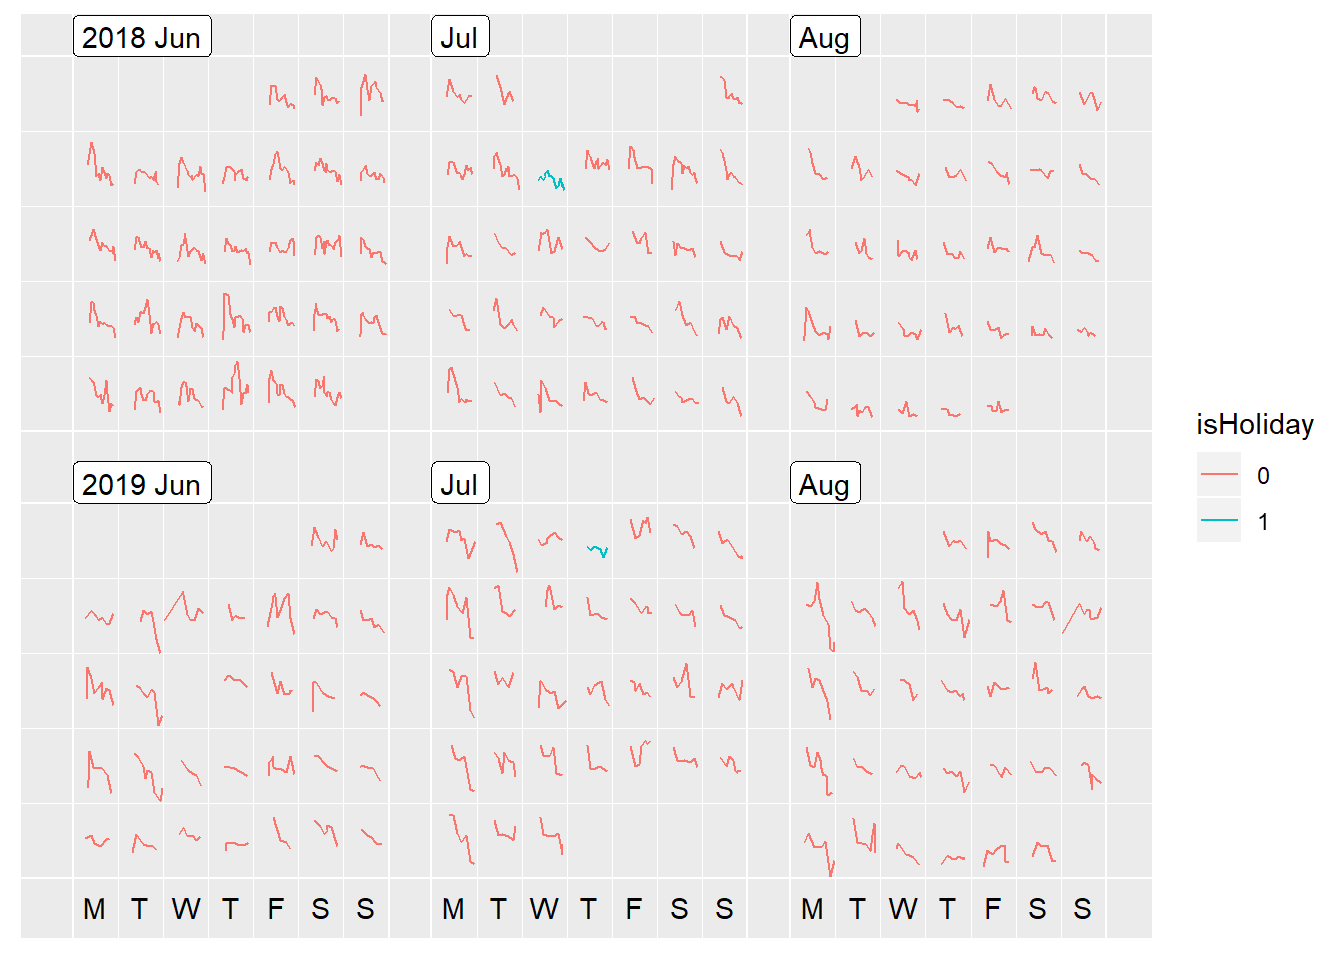 2018 Jun Jul Aug
2019 Jun Jul Aug
M T W T F S S M T W T F S S M T W T F S S
isHoliday
0
1